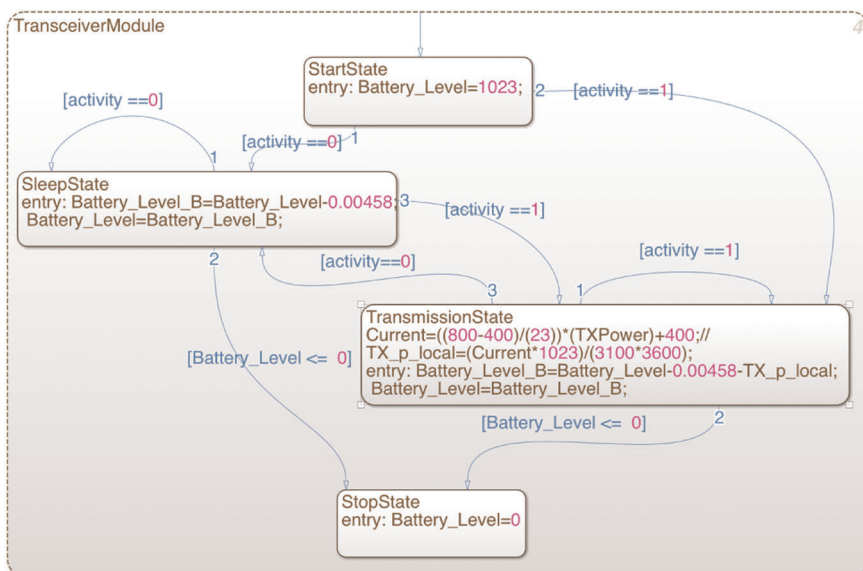 TransceiverModule
4
StartState
entry: Battery_Level=1023;
2
[activity ==1]
[activity ==0]
[activity ==0]
1
1
SleepState
entry: Battery_Level_B=Battery_Level-0.00458;
Battery_Level=Battery_Level_B;
3
[activity ==1]
2
[activity==0]
[activity ==1]
3
1
TransmissionState
Current=((800-400)/(23))*(TXPower)+400;//
TX_p_local=(Current*1023)/(3100*3600);
entry: Battery_Level_B=Battery_Level-0.00458-TX_p_local;
Battery_Level=Battery_Level_B;
[Battery_Level <= 0]
2
[Battery_Level <= 0]
StopState
entry: Battery_Level=0